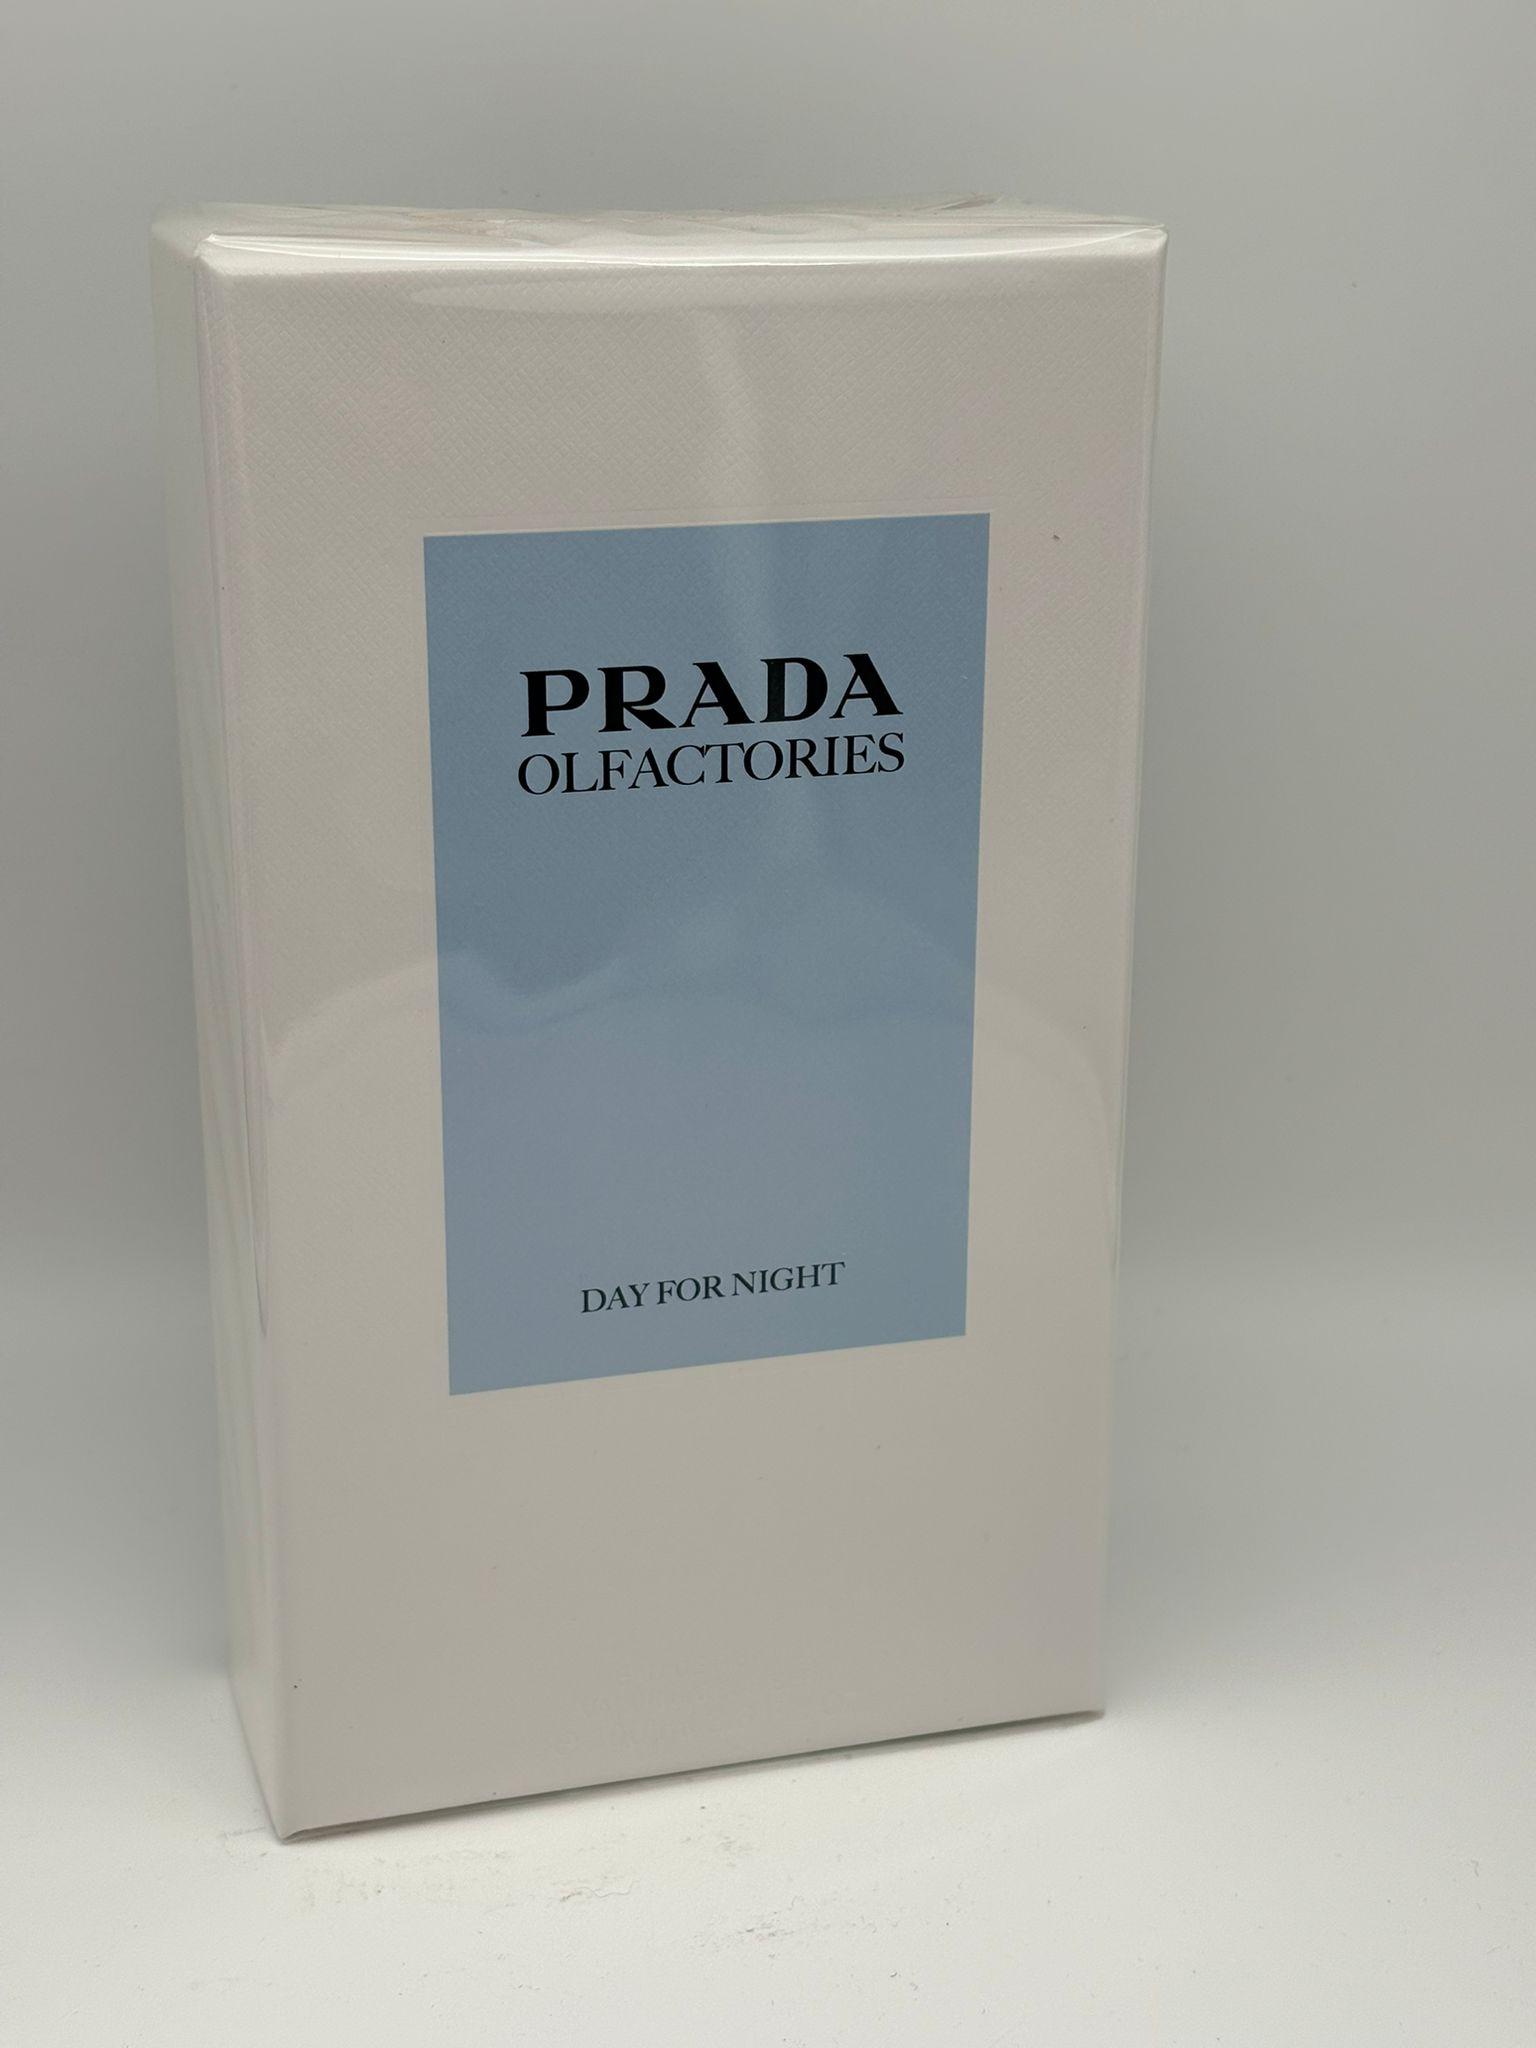 PRADA
OLFACTORIES
DAY FOR NIGHT